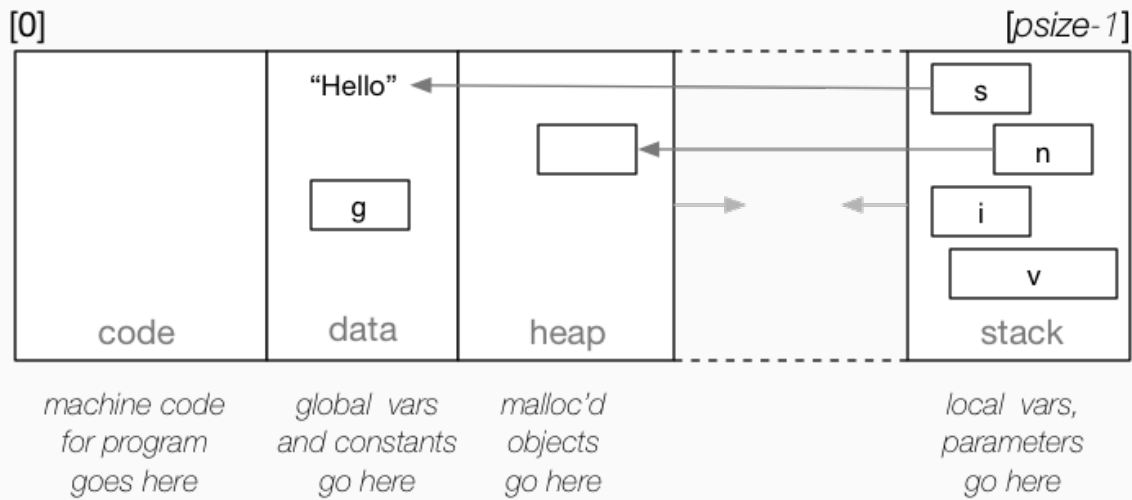 [0]
[psize-1]
“Hello”
s
n
g
i
v
code
data
heap
stack
machine code
for program
goes here
global vars
and constants
go here
malloc’d
objects
go here
local vars,
parameters
go here